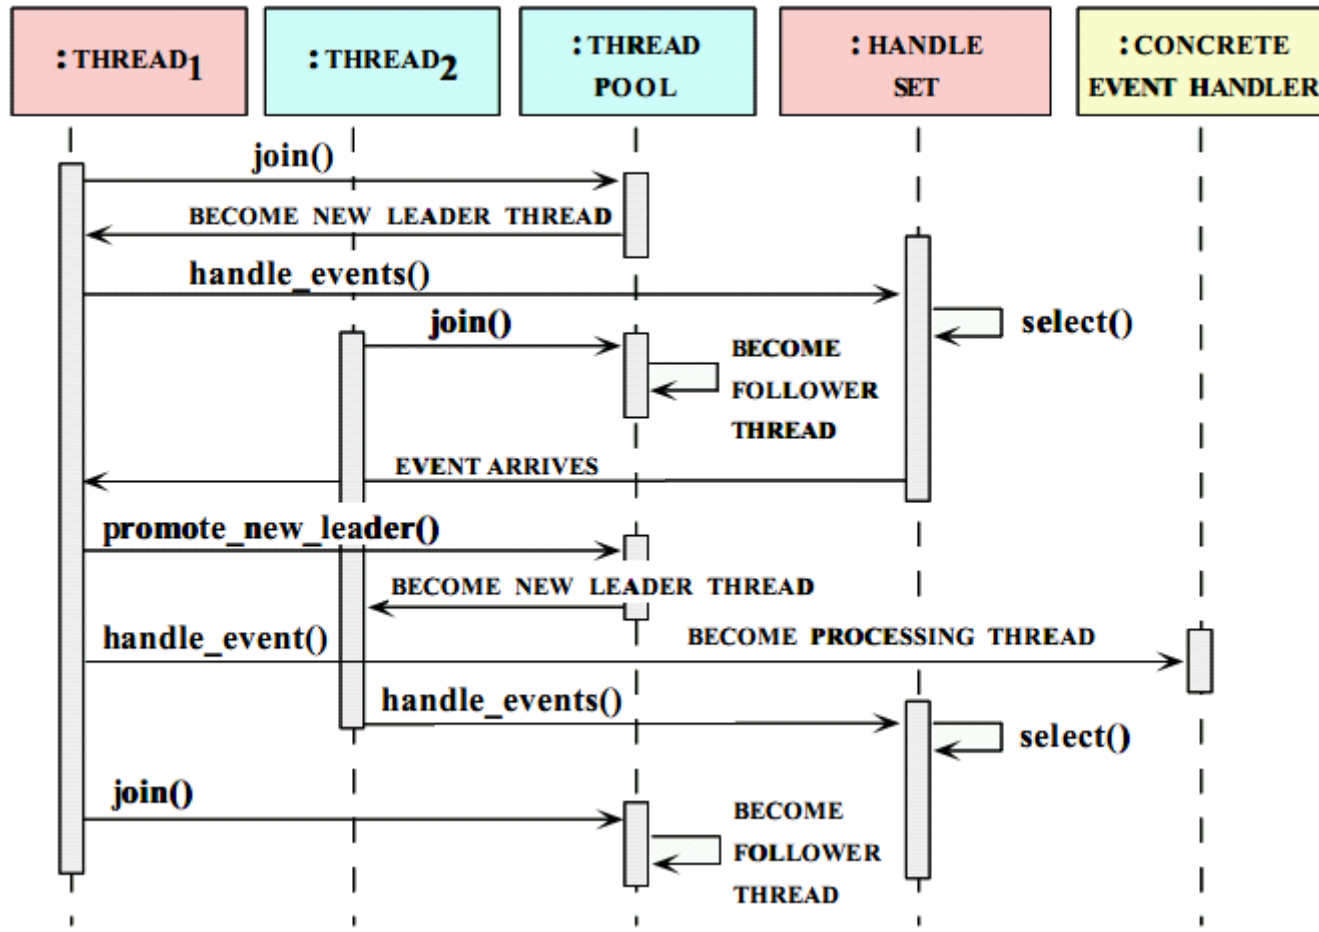 : THREAD1
: THREAD2
: THREAD
POOL
: HANDLE
SET
: CONCRETE
EVENT HANDLER
join()
BECOME NEW LEADER THREAD
handle_events()
select()
join()
BECOME
FOLLOWER
THREAD
EVENT ARRIVES
promote_new_leader()
BECOME NEW LEADER THREAD
handle_event()
BECOME PROCESSING THREAD
handle_events()
select()
join()
BECOME
FOLLOWER
THREAD